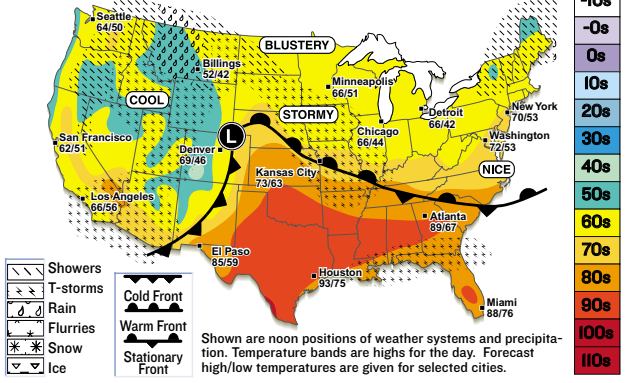 -10s
-0s
0s
10s
20s
30s
40s
50s
60s
70s
80s
90s
100s
110s
Seattle
64/50
BLUSTERY
Billings
52/42
Minneapolis
66/51
COOL
STORMY
Detroit
66/42
New York
70/53
Chicago
66/44
Washington
72/53
San Francisco
62/51
L
Denver
69/46
Kansas City
73/63
NICE
Los Angeles
66/56
Atlanta
89/67
El Paso
85/59
Houston
93/75
Miami
88/76
Showers
T-storms
Rain
Flurries
Snow
Ice
Cold Front
Warm Front
Stationary
Front
Shown are noon positions of weather systems and precipita-
tion. Temperature bands are highs for the day. Forecast
high/low temperatures are given for selected cities.